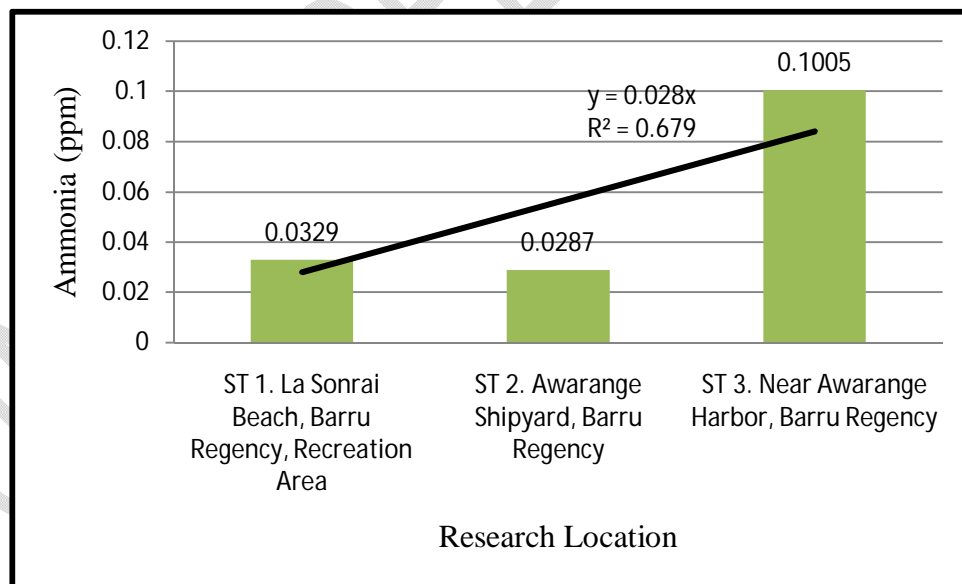 0.12
0.1
0.08
0.06
0.04
0.02
0
Ammonia (ppm)
0.0329
0.0287
0.1005
y = 0.028x
R² = 0.679
ST 1. La Sonrai
Beach, Barru
Regency, Recreation
Area
ST 2. Awarange
Shipyard, Barru
Regency
ST 3. Near Awarange
Harbor, Barru Regency
Research Location